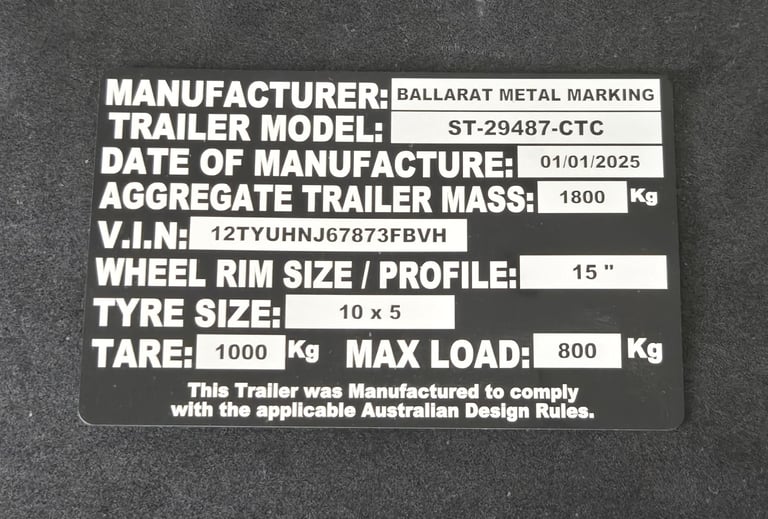 MANUFACTURER: BALLARAT METAL MARKING
TRAILER MODEL: ST-29487-CTC
DATE OF MANUFACTURE: 01/01/2025
AGGREGATE TRAILER MASS: 1800 Kg
V.I.N: 12TYUHNJ67873FBVH
WHEEL RIM SIZE / PROFILE: 15 "
TYRE SIZE: 10 x 5
TARE: 1000 Kg MAX LOAD: 800 Kg
This Trailer was Manufactured to comply
with the applicable Australian Design Rules.